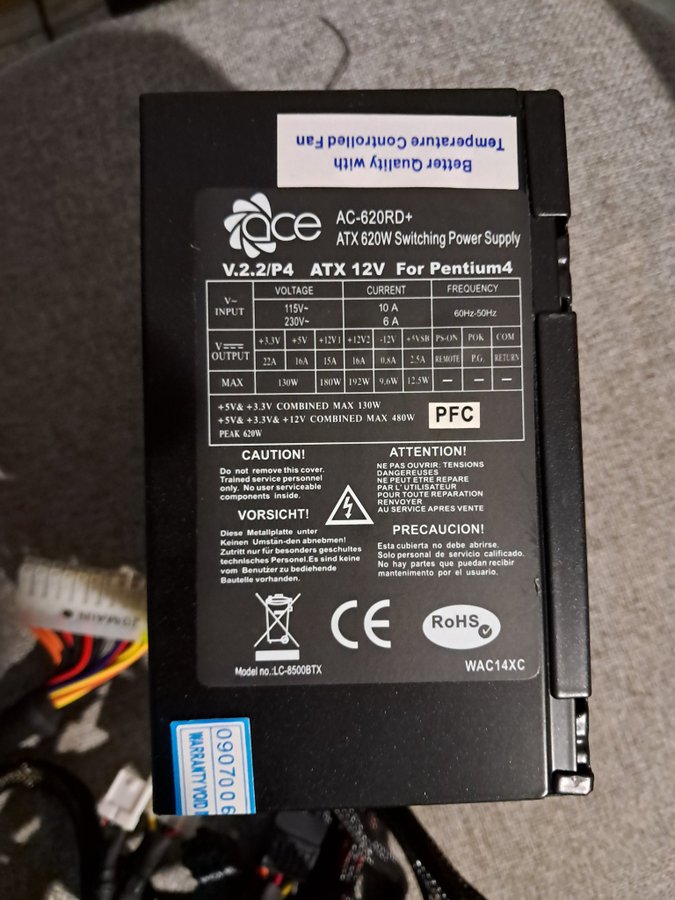 Better Quality with
Temperature Controlled Fan
ace
AC-620RD+
ATX 620W Switching Power Supply
V.2.2/P4 ATX 12V For Pentium4
VOLTAGE CURRENT FREQUENCY
V~ INPUT 115V~ 10 A 60Hz-50Hz
230V~ 6 A
V⎓ OUTPUT +3.3V +5V +12V1 +12V2 -12V +5VSB PS-ON POK COM
22A 16A 15A 16A 0.8A 2.5A REMOTE P.G. RETURN
MAX 130W 180W 192W 9.6W 12.5W — — —
+5V& +3.3V COMBINED MAX 130W
+5V& +3.3V& +12V COMBINED MAX 480W
PEAK 620W
PFC
CAUTION!
Do not remove this cover.
Trained service personnel
only. No user serviceable
components inside.
ATTENTION!
NE PAS OUVRIR: TENSIONS
DANGEREUSES
NE PEUT ETRE REPARE
PAR L' UTILISATEUR
POUR TOUTE REPARATION
RENVOYER
AU SERVICE APRES VENTE
VORSICHT!
Diese Metallplatte unter
Keinen Umstän-den abnehmen!
Zutritt nur für besonders geschultes
technisches Personel.Es sind keine
vom Benutzer zu bediehende
Bauteile vorhanden.
PRECAUCION!
Esta cubierta no debe abrirse.
Solo personal de servicio calificado.
No hay partes que puedan recibir
mantenimiento por el usuario.
CE
RoHS
Model no.:LC-8500BTX
WAC14XC
0907006
WARRANTY VOID
20MAIN